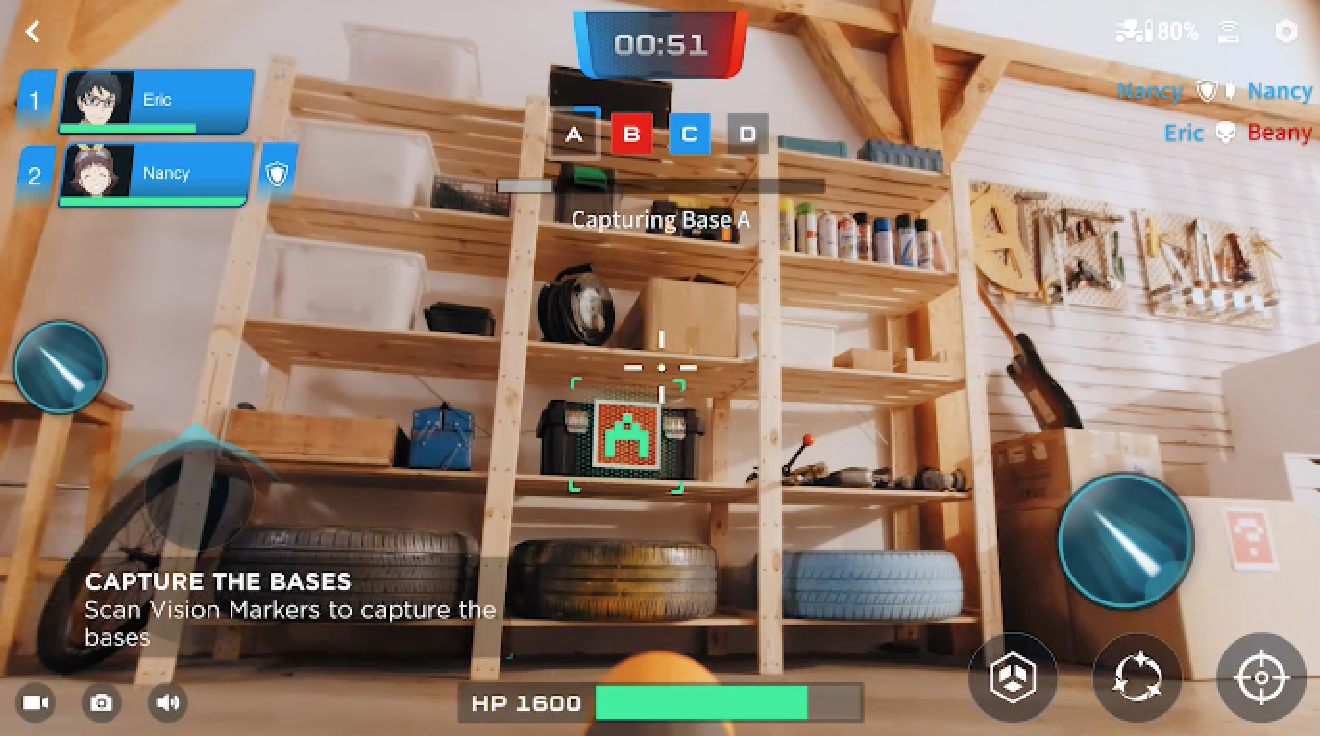 00:51
80%
1
Eric
Nancy
Nancy
A
B
C
D
Eric
Beany
2
Nancy
Capturing Base A
A
?
CAPTURE THE BASES
Scan Vision Markers to capture the
bases
HP 1600